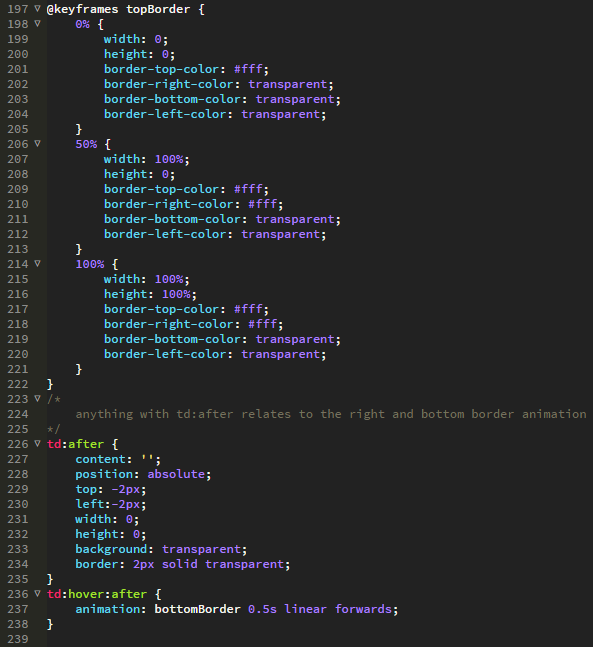 197 @keyframes topBorder {
198 0% {
199 width: 0;
200 height: 0;
201 border-top-color: #fff;
202 border-right-color: transparent;
203 border-bottom-color: transparent;
204 border-left-color: transparent;
205 }
206 50% {
207 width: 100%;
208 height: 0;
209 border-top-color: #fff;
210 border-right-color: #fff;
211 border-bottom-color: transparent;
212 border-left-color: transparent;
213 }
214 100% {
215 width: 100%;
216 height: 100%;
217 border-top-color: #fff;
218 border-right-color: #fff;
219 border-bottom-color: transparent;
220 border-left-color: transparent;
221 }
222 }
223 /*
224 anything with td:after relates to the right and bottom border animation
225 */
226 td:after {
227 content: '';
228 position: absolute;
229 top: -2px;
230 left:-2px;
231 width: 0;
232 height: 0;
233 background: transparent;
234 border: 2px solid transparent;
235 }
236 td:hover:after {
237 animation: bottomBorder 0.5s linear forwards;
238 }
239